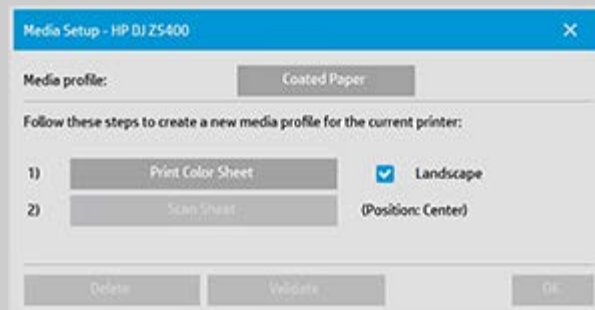 Media Setup - HP DJ Z5400
Media profile: Coated Paper
Follow these steps to create a new media profile for the current printer:
1) Print Color Sheet Landscape
2) Scan Sheet (Position: Center)
Delete Validate OK